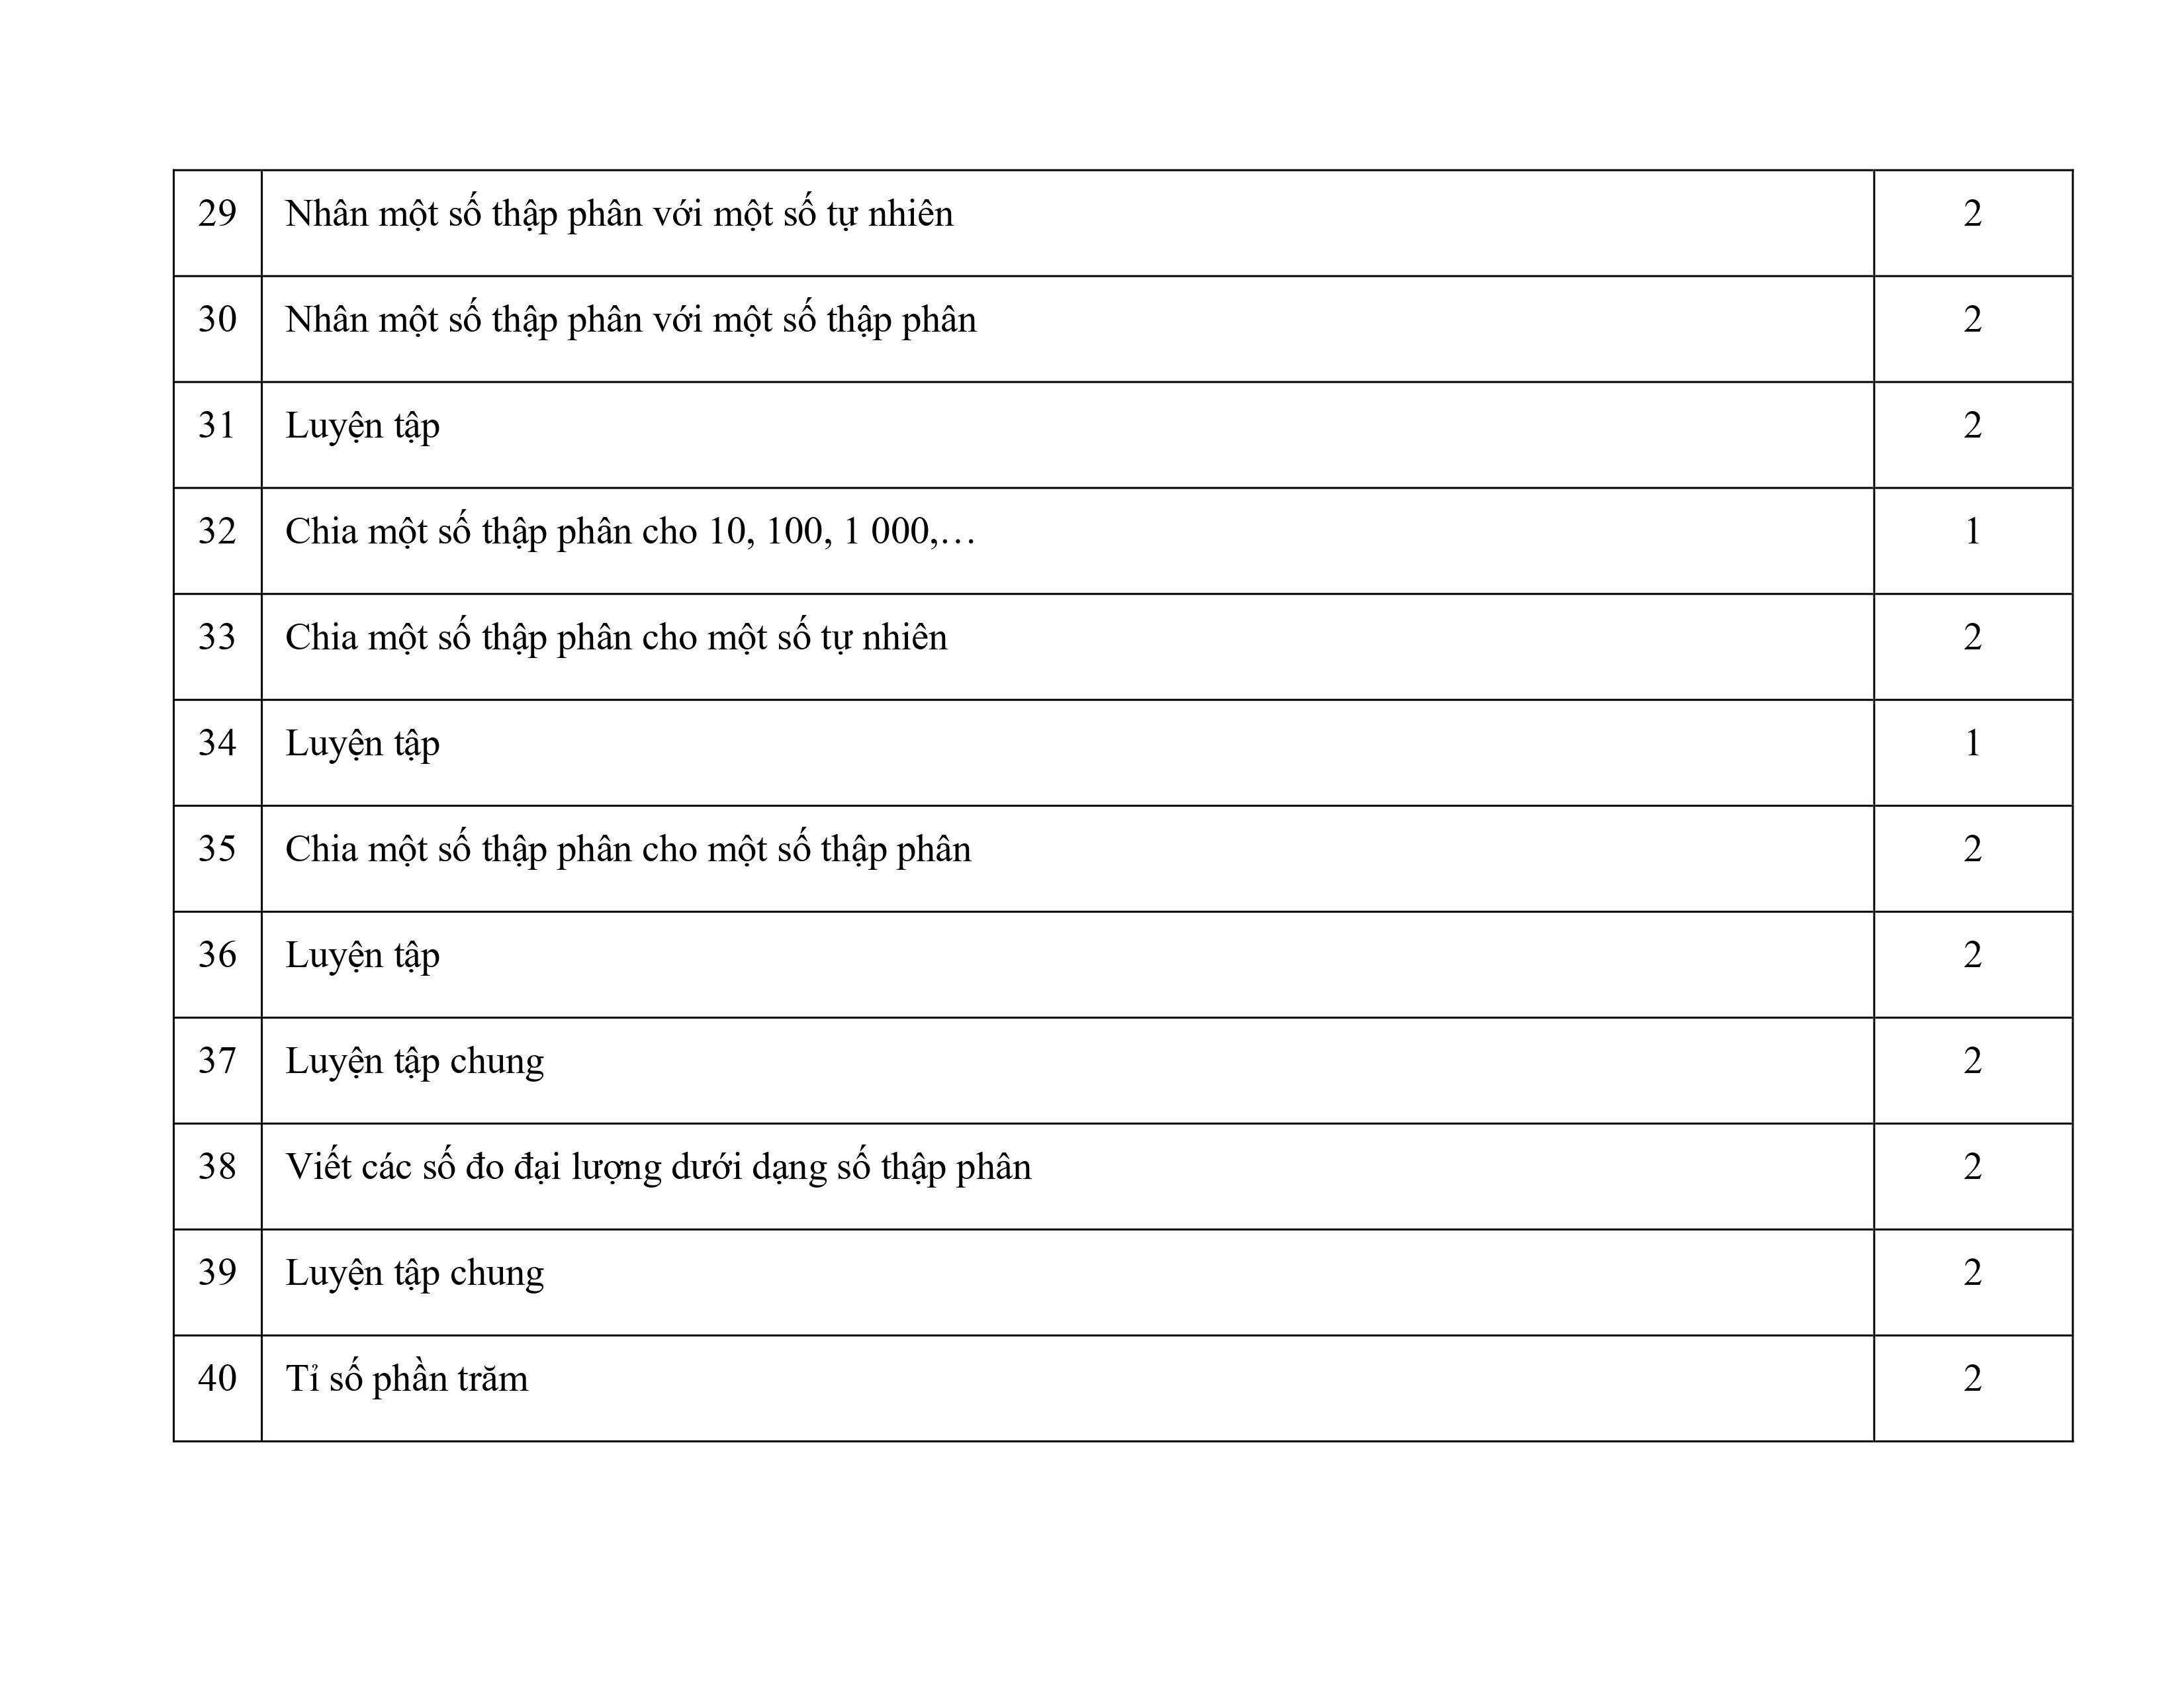 29 Nhân một số thập phân với một số tự nhiên 2
30 Nhân một số thập phân với một số thập phân 2
31 Luyện tập 2
32 Chia một số thập phân cho 10, 100, 1 000,… 1
33 Chia một số thập phân cho một số tự nhiên 2
34 Luyện tập 1
35 Chia một số thập phân cho một số thập phân 2
36 Luyện tập 2
37 Luyện tập chung 2
38 Viết các số đo đại lượng dưới dạng số thập phân 2
39 Luyện tập chung 2
40 Tỉ số phần trăm 2